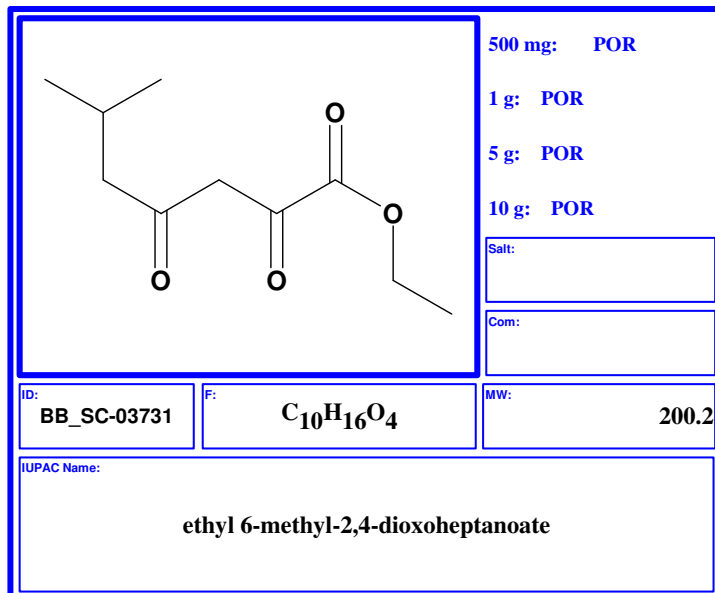 500 mg: POR
1 g: POR
5 g: POR
10 g: POR
O
O
O
O
Salt:
Com:
ID:
BB_SC-03731
F:
C10H16O4
MW:
200.2
IUPAC Name:
ethyl 6-methyl-2,4-dioxoheptanoate